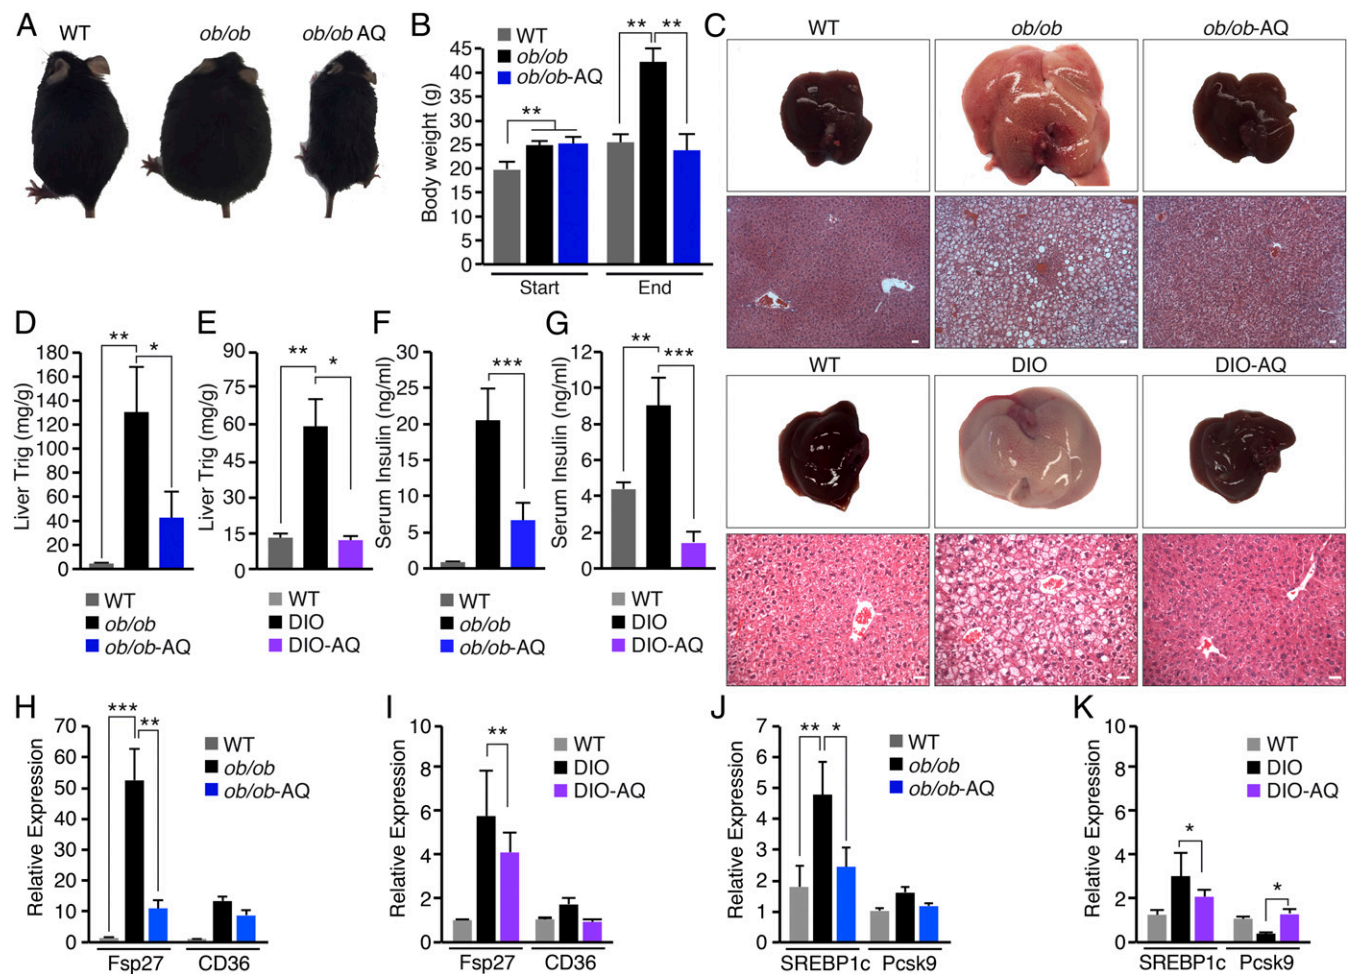 A
WT
ob/ob
ob/ob AQ
B
WT
ob/ob
ob/ob-AQ
Body weight (g)
45
40
35
30
25
20
15
10
5
0
**
**
**
Start
End
C
WT
ob/ob
ob/ob-AQ
WT
DIO
DIO-AQ
D
Liver Trig (mg/g)
180
160
140
120
100
80
60
40
20
0
**
*
WT
ob/ob
ob/ob-AQ
E
Liver Trig (mg/g)
90
75
60
45
30
15
0
**
*
WT
DIO
DIO-AQ
F
Serum Insulin (ng/ml)
30
25
20
15
10
5
0
***
WT
ob/ob
ob/ob-AQ
G
Serum Insulin (ng/ml)
12
10
8
6
4
2
0
**
***
WT
DIO
DIO-AQ
H
Relative Expression
70
60
50
40
30
20
10
0
***
**
WT
ob/ob
ob/ob-AQ
Fsp27
CD36
I
Relative Expression
10
8
6
4
2
0
**
WT
DIO
DIO-AQ
Fsp27
CD36
J
Relative Expression
7
6
5
4
3
2
1
0
**
*
WT
ob/ob
ob/ob-AQ
SREBP1c
Pcsk9
K
Relative Expression
10
8
6
4
2
0
*
*
WT
DIO
DIO-AQ
SREBP1c
Pcsk9